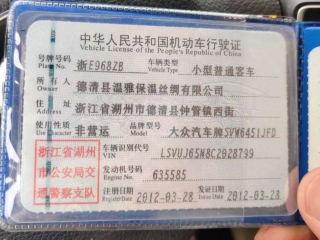 中华人民共和国机动车行驶证
Vehicle License of the People's Republic of China
号牌号码 浙E968ZB 车辆类型 小型普通客车
Plate No. Vehicle Type
所有人 德清县温雅保温丝绸有限公司
Owner
住址 浙江省湖州市德清县钟管镇西街
Address
使用性质 非营运 品牌型号 大众汽车牌SVW6451JFD
Use Character Model
浙江省湖州
市公安局交
通警察支队
车辆识别代号 LSVUJ65N8C2028799
VIN
发动机号码 635585
Engine No.
注册日期 2012-03-28 发证日期 2012-03-28
Register Date Issue Date